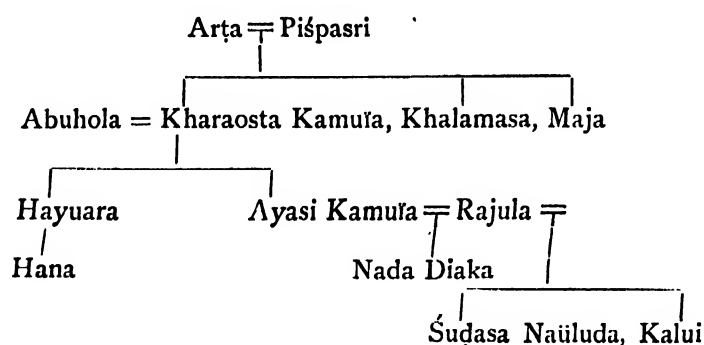 Arṭa = Piśpasri
Abuhola = Kharaosta Kamuïa, Khalamasa, Maja
Hayuara Ayasi Kamuïa = Rajula =
Hana Nada Diaka
Śuḍasa Naüluda, Kalui